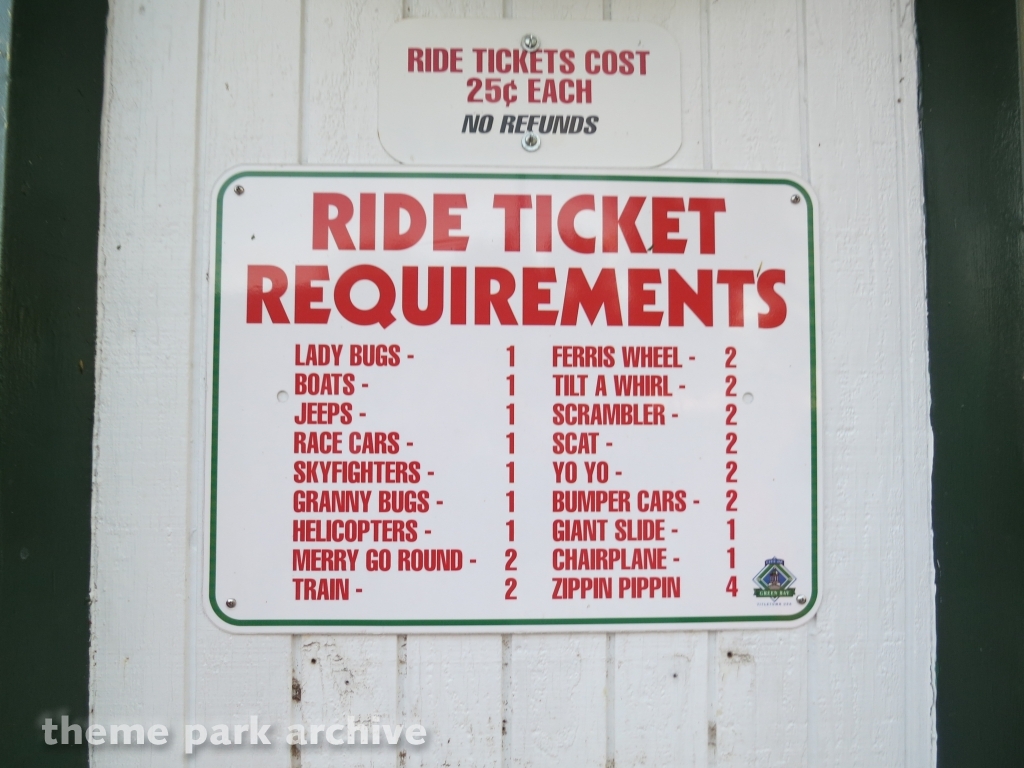 RIDE TICKETS COST
25¢ EACH
NO REFUNDS
RIDE TICKET
REQUIREMENTS
LADY BUGS - 1
BOATS - 1
JEEPS - 1
RACE CARS - 1
SKYFIGHTERS - 1
GRANNY BUGS - 1
HELICOPTERS - 1
MERRY GO ROUND - 2
TRAIN - 2
FERRIS WHEEL - 2
TILT A WHIRL - 2
SCRAMBLER - 2
SCAT - 2
YO YO - 2
BUMPER CARS - 2
GIANT SLIDE - 1
CHAIRPLANE - 1
ZIPPIN PIPPIN 4
GREEN BAY
theme park archive